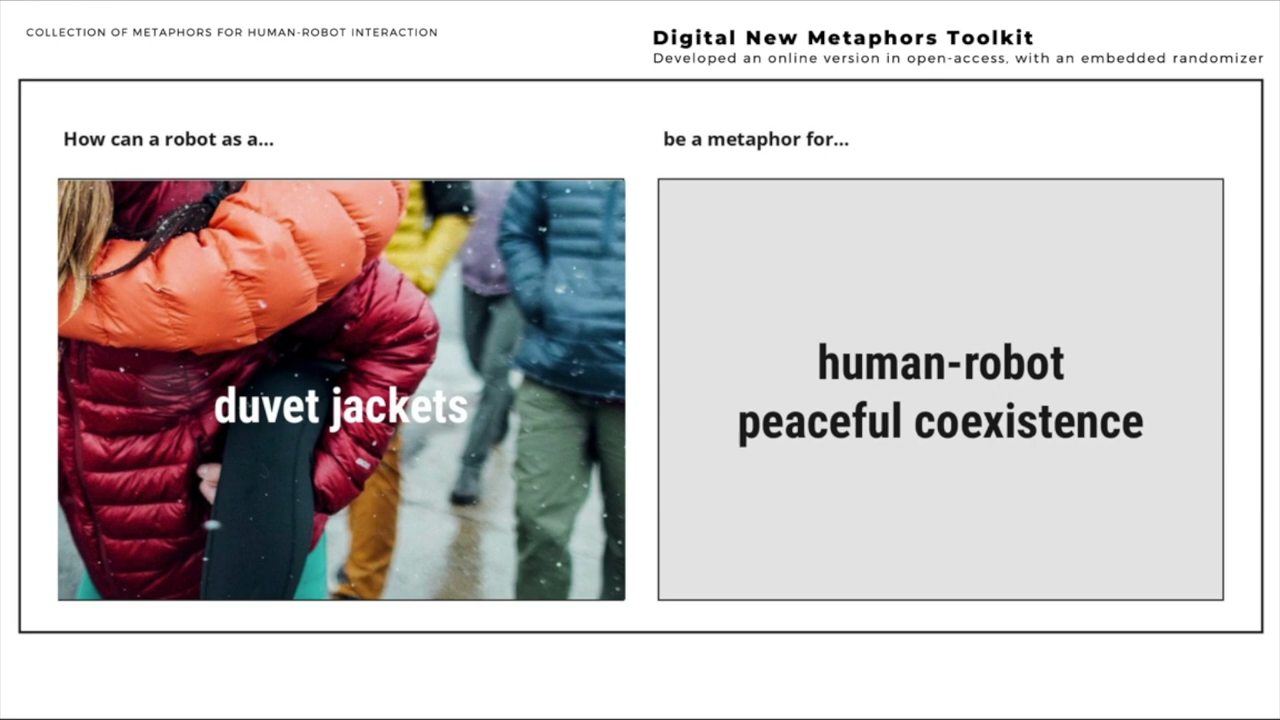 COLLECTION OF METAPHORS FOR HUMAN-ROBOT INTERACTION
Digital New Metaphors Toolkit
Developed an online version in open-access, with an embedded randomizer
How can a robot as a...
be a metaphor for...
duvet jackets
human-robot
peaceful coexistence